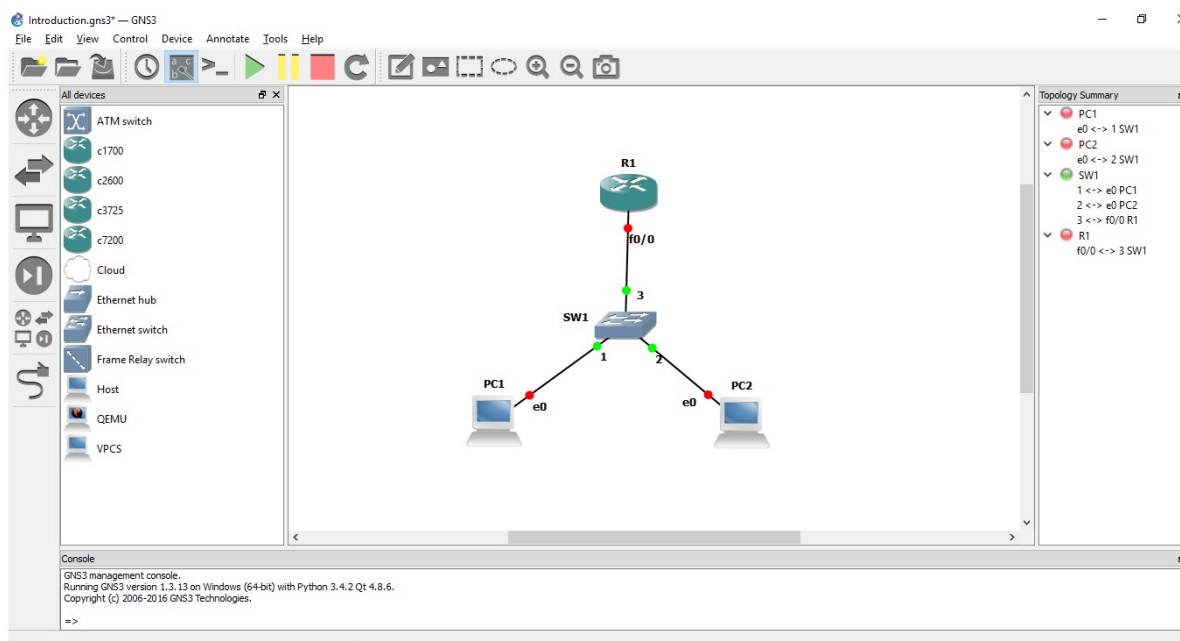 Introduction.gns3* — GNS3
File Edit View Control Device Annotate Tools Help
All devices
ATM switch
c1700
c2600
c3725
c7200
Cloud
Ethernet hub
Ethernet switch
Frame Relay switch
Host
QEMU
VPCS
R1
f0/0
3
SW1
1
2
PC1
e0
PC2
e0
Topology Summary
PC1
e0 <-> 1 SW1
PC2
e0 <-> 2 SW1
SW1
1 <-> e0 PC1
2 <-> e0 PC2
3 <-> f0/0 R1
R1
f0/0 <-> 3 SW1
Console
GNS3 management console.
Running GNS3 version 1.3.13 on Windows (64-bit) with Python 3.4.2 Qt 4.8.6.
Copyright (c) 2006-2016 GNS3 Technologies.
=>